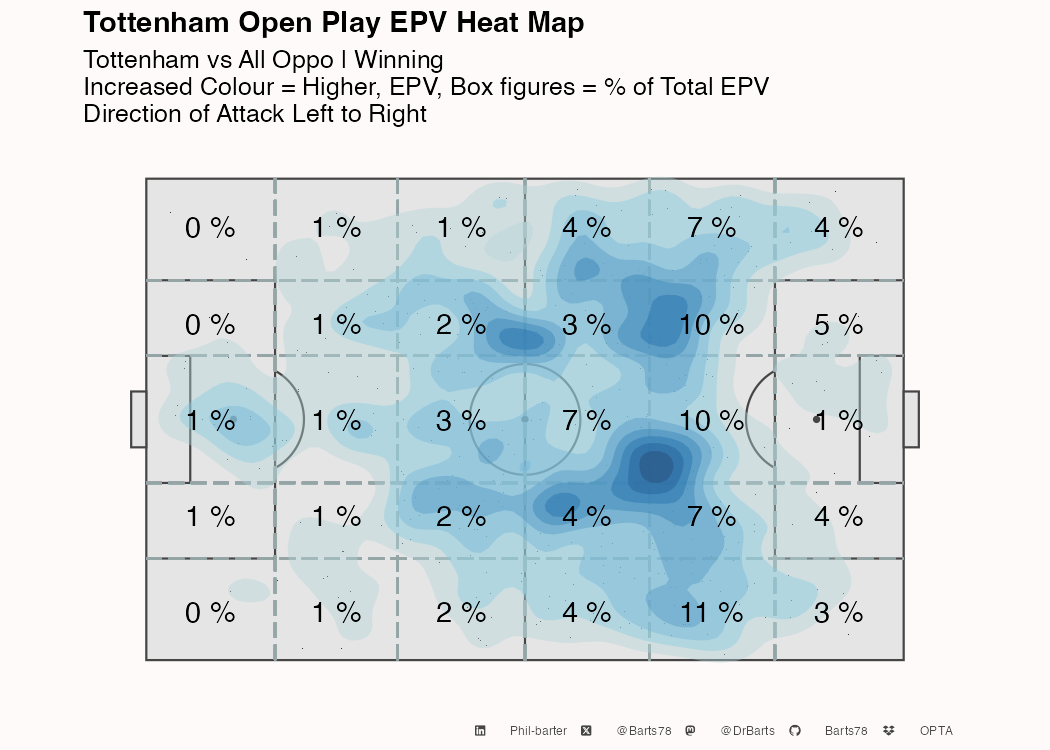 Tottenham Open Play EPV Heat Map
Tottenham vs All Oppo | Winning
Increased Colour = Higher, EPV, Box figures = % of Total EPV
Direction of Attack Left to Right
0 % 1 % 1 % 4 % 7 % 4 %
0 % 1 % 2 % 3 % 10 % 5 %
1 % 1 % 3 % 7 % 10 % 1 %
1 % 1 % 2 % 4 % 7 % 4 %
0 % 1 % 2 % 4 % 11 % 3 %
Phil-barter @Barts78 @DrBarts Barts78 OPTA